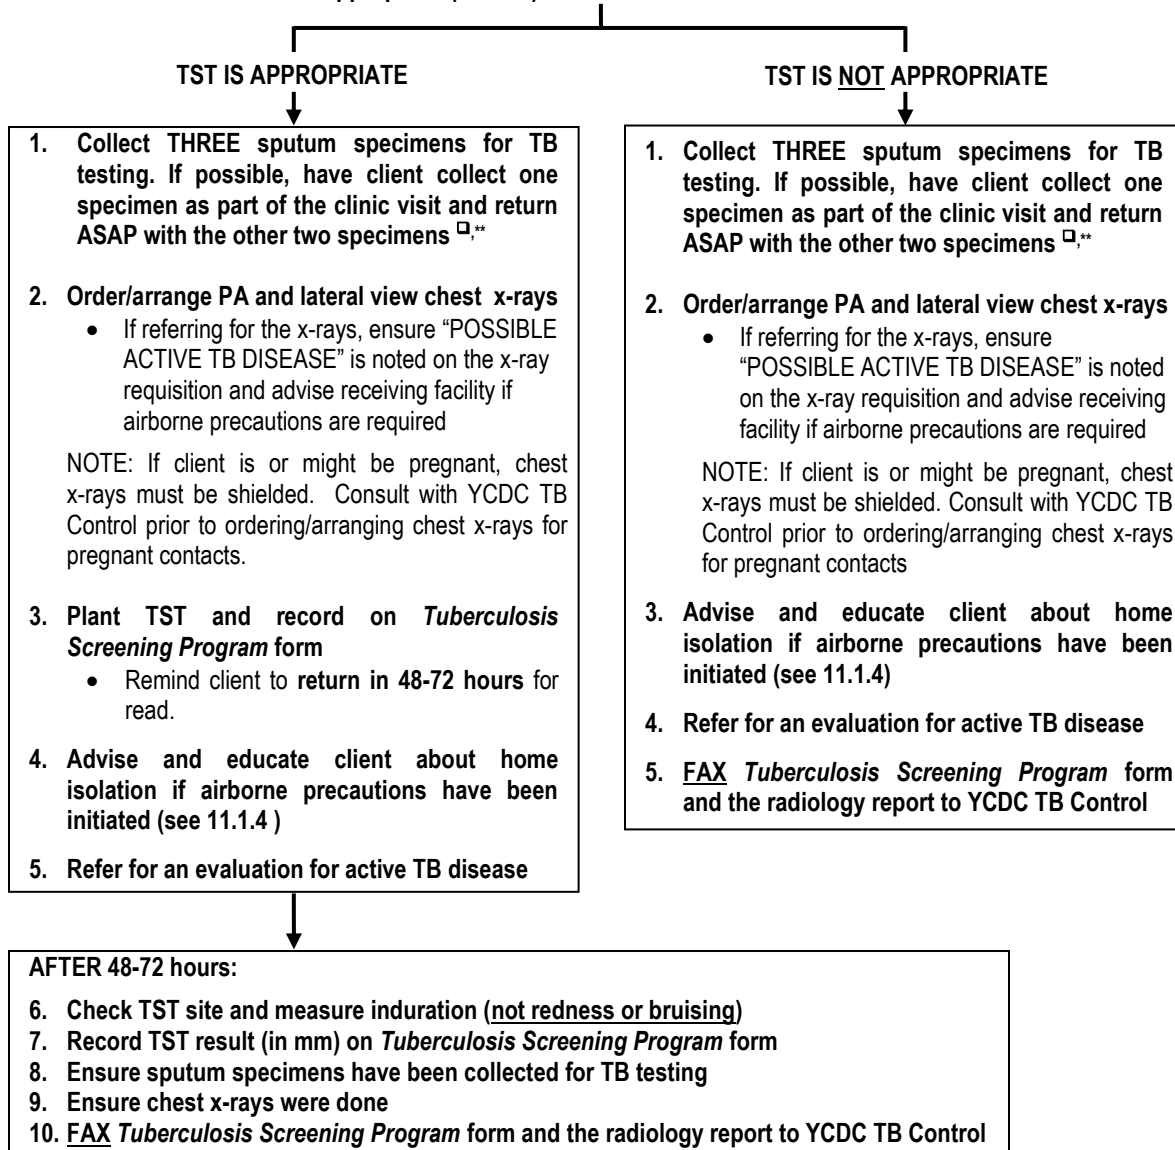 TST IS APPROPRIATE
1. Collect THREE sputum specimens for TB
testing. If possible, have client collect one
specimen as part of the clinic visit and return
ASAP with the other two specimens ❑,**
2. Order/arrange PA and lateral view chest x-rays
• If referring for the x-rays, ensure “POSSIBLE
ACTIVE TB DISEASE” is noted on the x-ray
requisition and advise receiving facility if
airborne precautions are required
NOTE: If client is or might be pregnant, chest
x-rays must be shielded. Consult with YCDC TB
Control prior to ordering/arranging chest x-rays for
pregnant contacts.
3. Plant TST and record on Tuberculosis
Screening Program form
• Remind client to return in 48-72 hours for
read.
4. Advise and educate client about home
isolation if airborne precautions have been
initiated (see 11.1.4 )
5. Refer for an evaluation for active TB disease
TST IS NOT APPROPRIATE
1. Collect THREE sputum specimens for TB
testing. If possible, have client collect one
specimen as part of the clinic visit and return
ASAP with the other two specimens ❑,**
2. Order/arrange PA and lateral view chest x-rays
• If referring for the x-rays, ensure
“POSSIBLE ACTIVE TB DISEASE” is noted
on the x-ray requisition and advise receiving
facility if airborne precautions are required
NOTE: If client is or might be pregnant, chest
x-rays must be shielded. Consult with YCDC TB
Control prior to ordering/arranging chest x-rays
for pregnant contacts
3. Advise and educate client about home
isolation if airborne precautions have been
initiated (see 11.1.4)
4. Refer for an evaluation for active TB disease
5. FAX Tuberculosis Screening Program form
and the radiology report to YCDC TB Control
AFTER 48-72 hours:
6. Check TST site and measure induration (not redness or bruising)
7. Record TST result (in mm) on Tuberculosis Screening Program form
8. Ensure sputum specimens have been collected for TB testing
9. Ensure chest x-rays were done
10. FAX Tuberculosis Screening Program form and the radiology report to YCDC TB Control